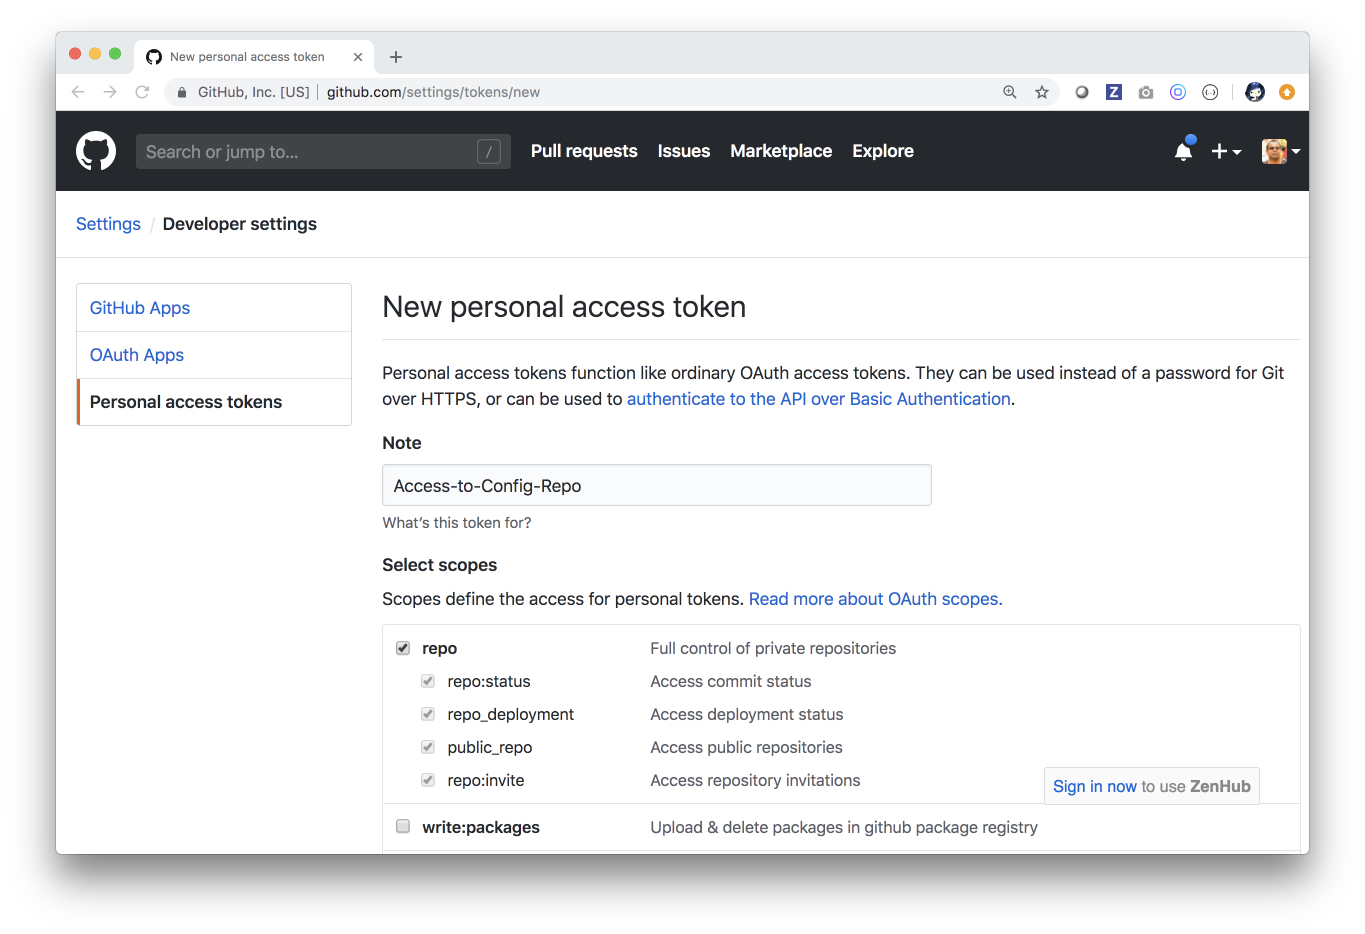 New personal access token
GitHub, Inc. [US] github.com/settings/tokens/new
Z
Search or jump to...
/
Pull requests Issues Marketplace Explore
Settings / Developer settings
GitHub Apps
OAuth Apps
Personal access tokens
New personal access token
Personal access tokens function like ordinary OAuth access tokens. They can be used instead of a password for Git
over HTTPS, or can be used to authenticate to the API over Basic Authentication.
Note
Access-to-Config-Repo
What's this token for?
Select scopes
Scopes define the access for personal tokens. Read more about OAuth scopes.
repo Full control of private repositories
repo:status Access commit status
repo_deployment Access deployment status
public_repo Access public repositories
repo:invite Access repository invitations
Sign in now to use ZenHub
write:packages Upload & delete packages in github package registry